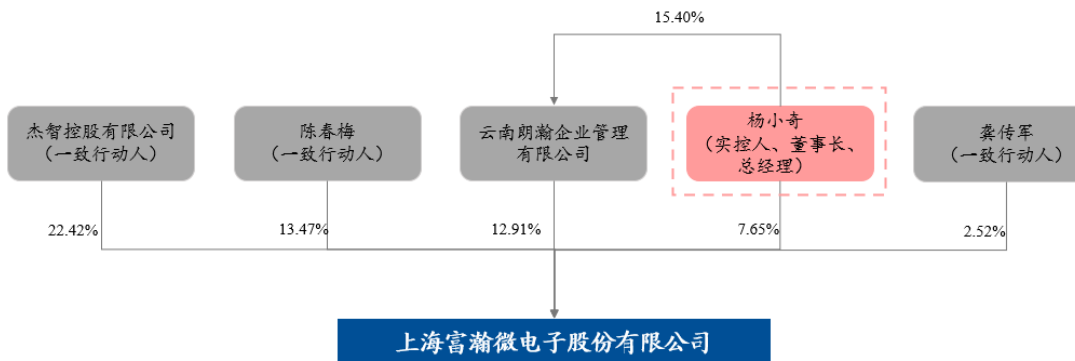 15.40%
杰智控股有限公司
（一致行动人）
陈春梅
（一致行动人）
云南朗瀚企业管理
有限公司
杨小奇
（实控人、董事长、
总经理）
龚传军
（一致行动人）
22.42%
13.47%
12.91%
7.65%
2.52%
上海富瀚微电子股份有限公司